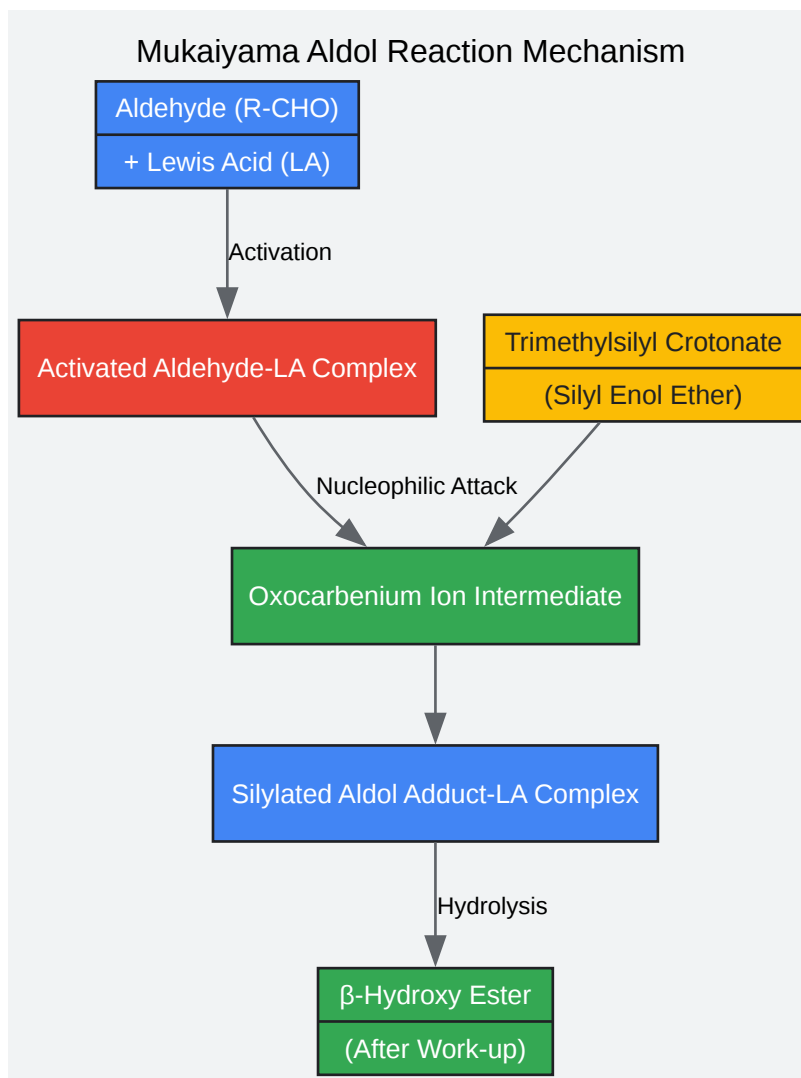 Mukaiyama Aldol Reaction Mechanism
Aldehyde (R-CHO)
+ Lewis Acid (LA)
Activation
Activated Aldehyde-LA Complex
Trimethylsilyl Crotonate
(Silyl Enol Ether)
Nucleophilic Attack
Oxocarbenium Ion Intermediate
Silylated Aldol Adduct-LA Complex
Hydrolysis
β-Hydroxy Ester
(After Work-up)